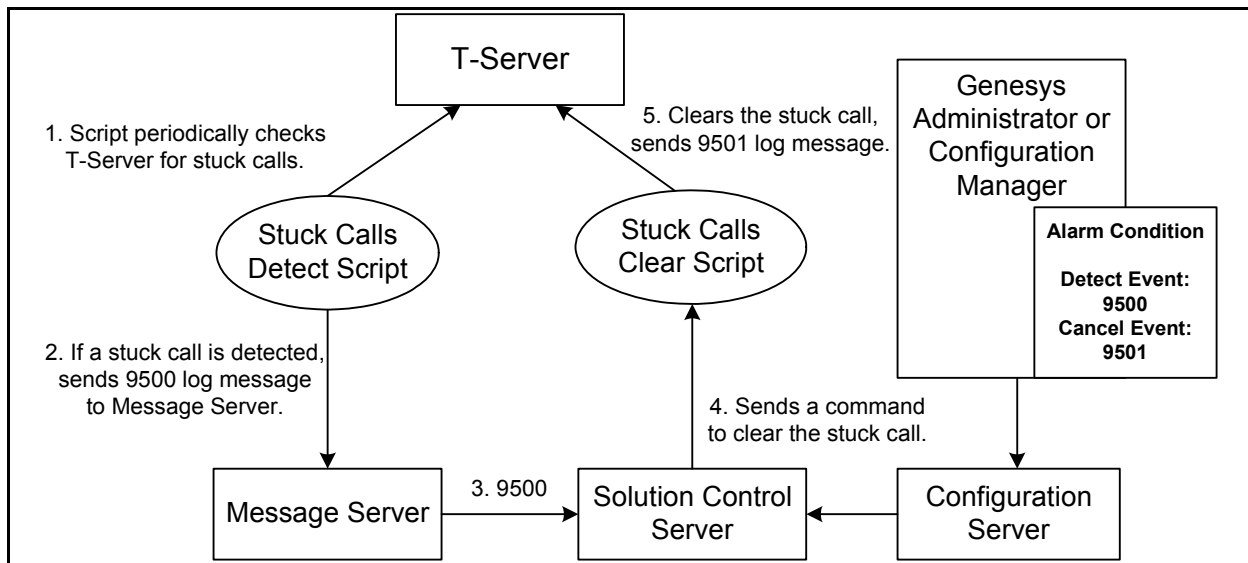 T-Server
1. Script periodically checks
T-Server for stuck calls.
5. Clears the stuck call,
sends 9501 log message.
Genesys
Administrator or
Configuration
Manager
Alarm Condition
Detect Event:
9500
Cancel Event:
9501
Stuck Calls
Detect Script
Stuck Calls
Clear Script
2. If a stuck call is detected,
sends 9500 log message
to Message Server.
4. Sends a command
to clear the stuck call.
Message Server
3. 9500
Solution Control
Server
Configuration
Server